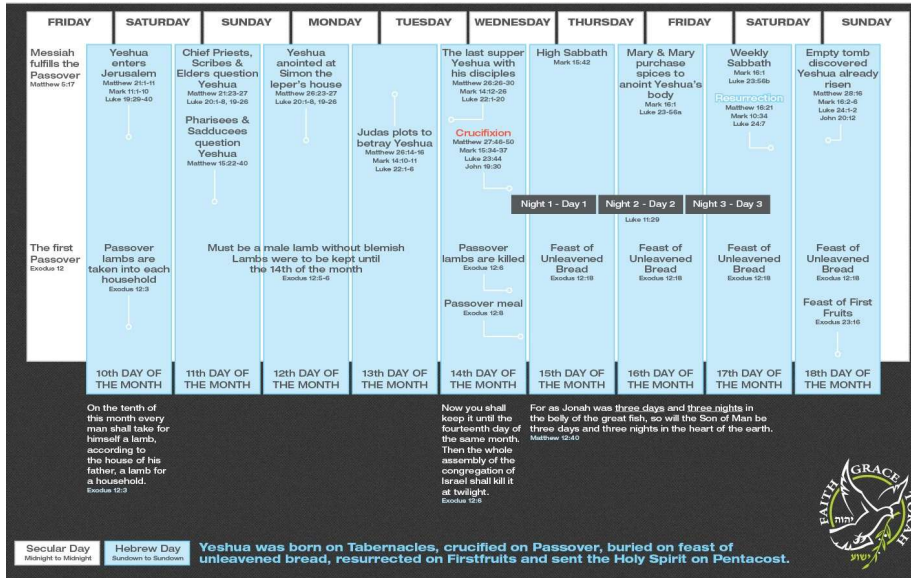 FRIDAY SATURDAY SUNDAY MONDAY TUESDAY WEDNESDAY THURSDAY FRIDAY SATURDAY SUNDAY
Messiah
fulfills the
Passover
Matthew 5:17
Yeshua
enters
Jerusalem
Matthew 21:1-11
Mark 11:1-10
Luke 19:29-40
Chief Priests,
Scribes &
Elders question
Yeshua
Matthew 21:23-27
Luke 20:1-8, 19-26
Pharisees &
Sadducees
question
Yeshua
Matthew 15:22-40
Yeshua
anointed at
Simon the
leper's house
Matthew 26:23-27
Luke 20:1-8, 19-26
Judas plots to
betray Yeshua
Matthew 26:14-16
Mark 14:10-11
Luke 22:1-6
The last supper
Yeshua with
his disciples
Matthew 26:26-30
Mark 14:12-26
Luke 22:1-20
Crucifixion
Matthew 27:46-50
Mark 15:34-37
Luke 23:44
John 19:30
High Sabbath
Mark 15:42
Mary & Mary
purchase
spices to
anoint Yeshua's
body
Mark 16:1
Luke 23-56a
Weekly
Sabbath
Mark 16:1
Luke 23:56b
Resurrection
Matthew 16:21
Mark 10:34
Luke 24:7
Empty tomb
discovered
Yeshua already
risen
Matthew 28:16
Mark 16:2-6
Luke 24:1-2
John 20:12
Night 1 - Day 1 Night 2 - Day 2 Night 3 - Day 3
Luke 11:29
The first
Passover
Exodus 12
Passover
lambs are
taken into each
household
Exodus 12:3
Must be a male lamb without blemish
Lambs were to be kept until
the 14th of the month
Exodus 12:5-6
Passover
lambs are killed
Exodus 12:6
Passover meal
Exodus 12:8
Feast of
Unleavened
Bread
Exodus 12:18
Feast of
Unleavened
Bread
Exodus 12:18
Feast of
Unleavened
Bread
Exodus 12:18
Feast of
Unleavened
Bread
Exodus 12:18
Feast of First
Fruits
Exodus 23:16
10th DAY OF
THE MONTH
11th DAY OF
THE MONTH
12th DAY OF
THE MONTH
13th DAY OF
THE MONTH
14th DAY OF
THE MONTH
15th DAY OF
THE MONTH
16th DAY OF
THE MONTH
17th DAY OF
THE MONTH
18th DAY OF
THE MONTH
On the tenth of
this month every
man shall take for
himself a lamb,
according to
the house of his
father, a lamb for
a household.
Exodus 12:3
Now you shall
keep it until the
fourteenth day of
the same month.
Then the whole
assembly of the
congregation of
Israel shall kill it
at twilight.
Exodus 12:6
For as Jonah was three days and three nights in
the belly of the great fish, so will the Son of Man be
three days and three nights in the heart of the earth.
Matthew 12:40
FAITH GRACE
יהוה
ישוע
Secular Day
Midnight to Midnight
Hebrew Day
Sundown to Sundown
Yeshua was born on Tabernacles, crucified on Passover, buried on feast of
unleavened bread, resurrected on Firstfruits and sent the Holy Spirit on Pentacost.